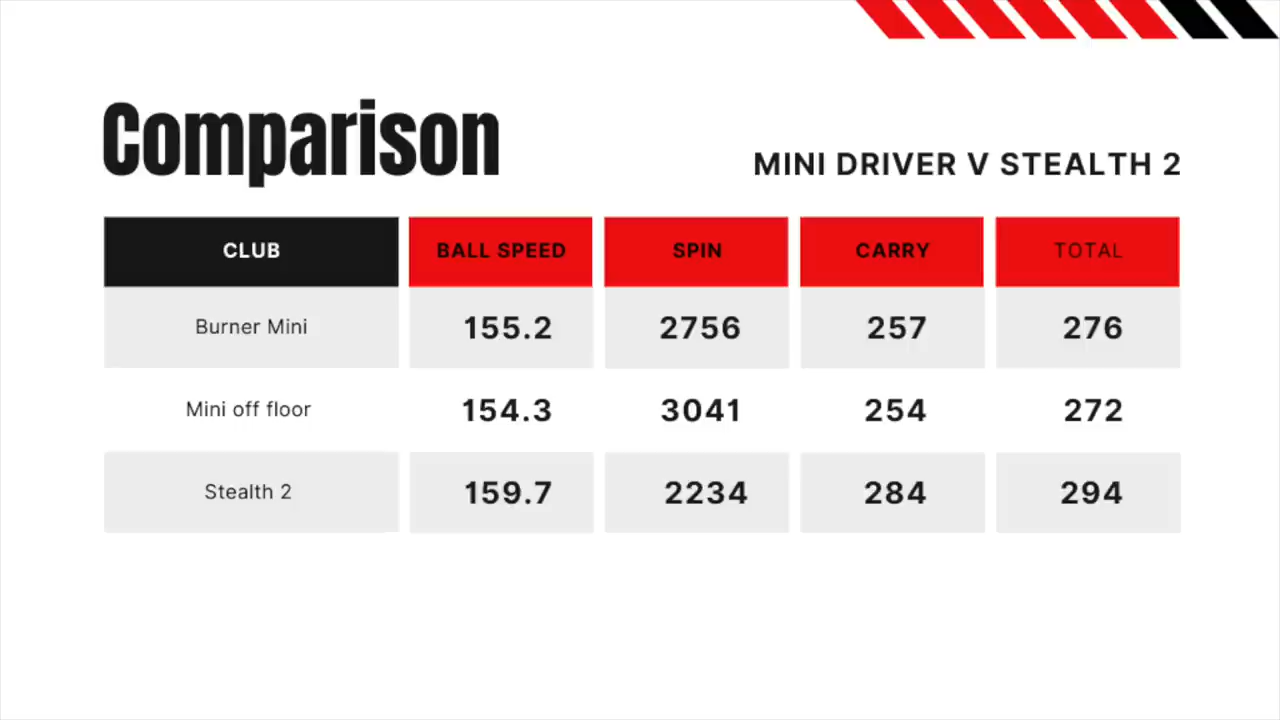 Comparison
MINI DRIVER V STEALTH 2
CLUB BALL SPEED SPIN CARRY TOTAL
Burner Mini 155.2 2756 257 276
Mini off floor 154.3 3041 254 272
Stealth 2 159.7 2234 284 294